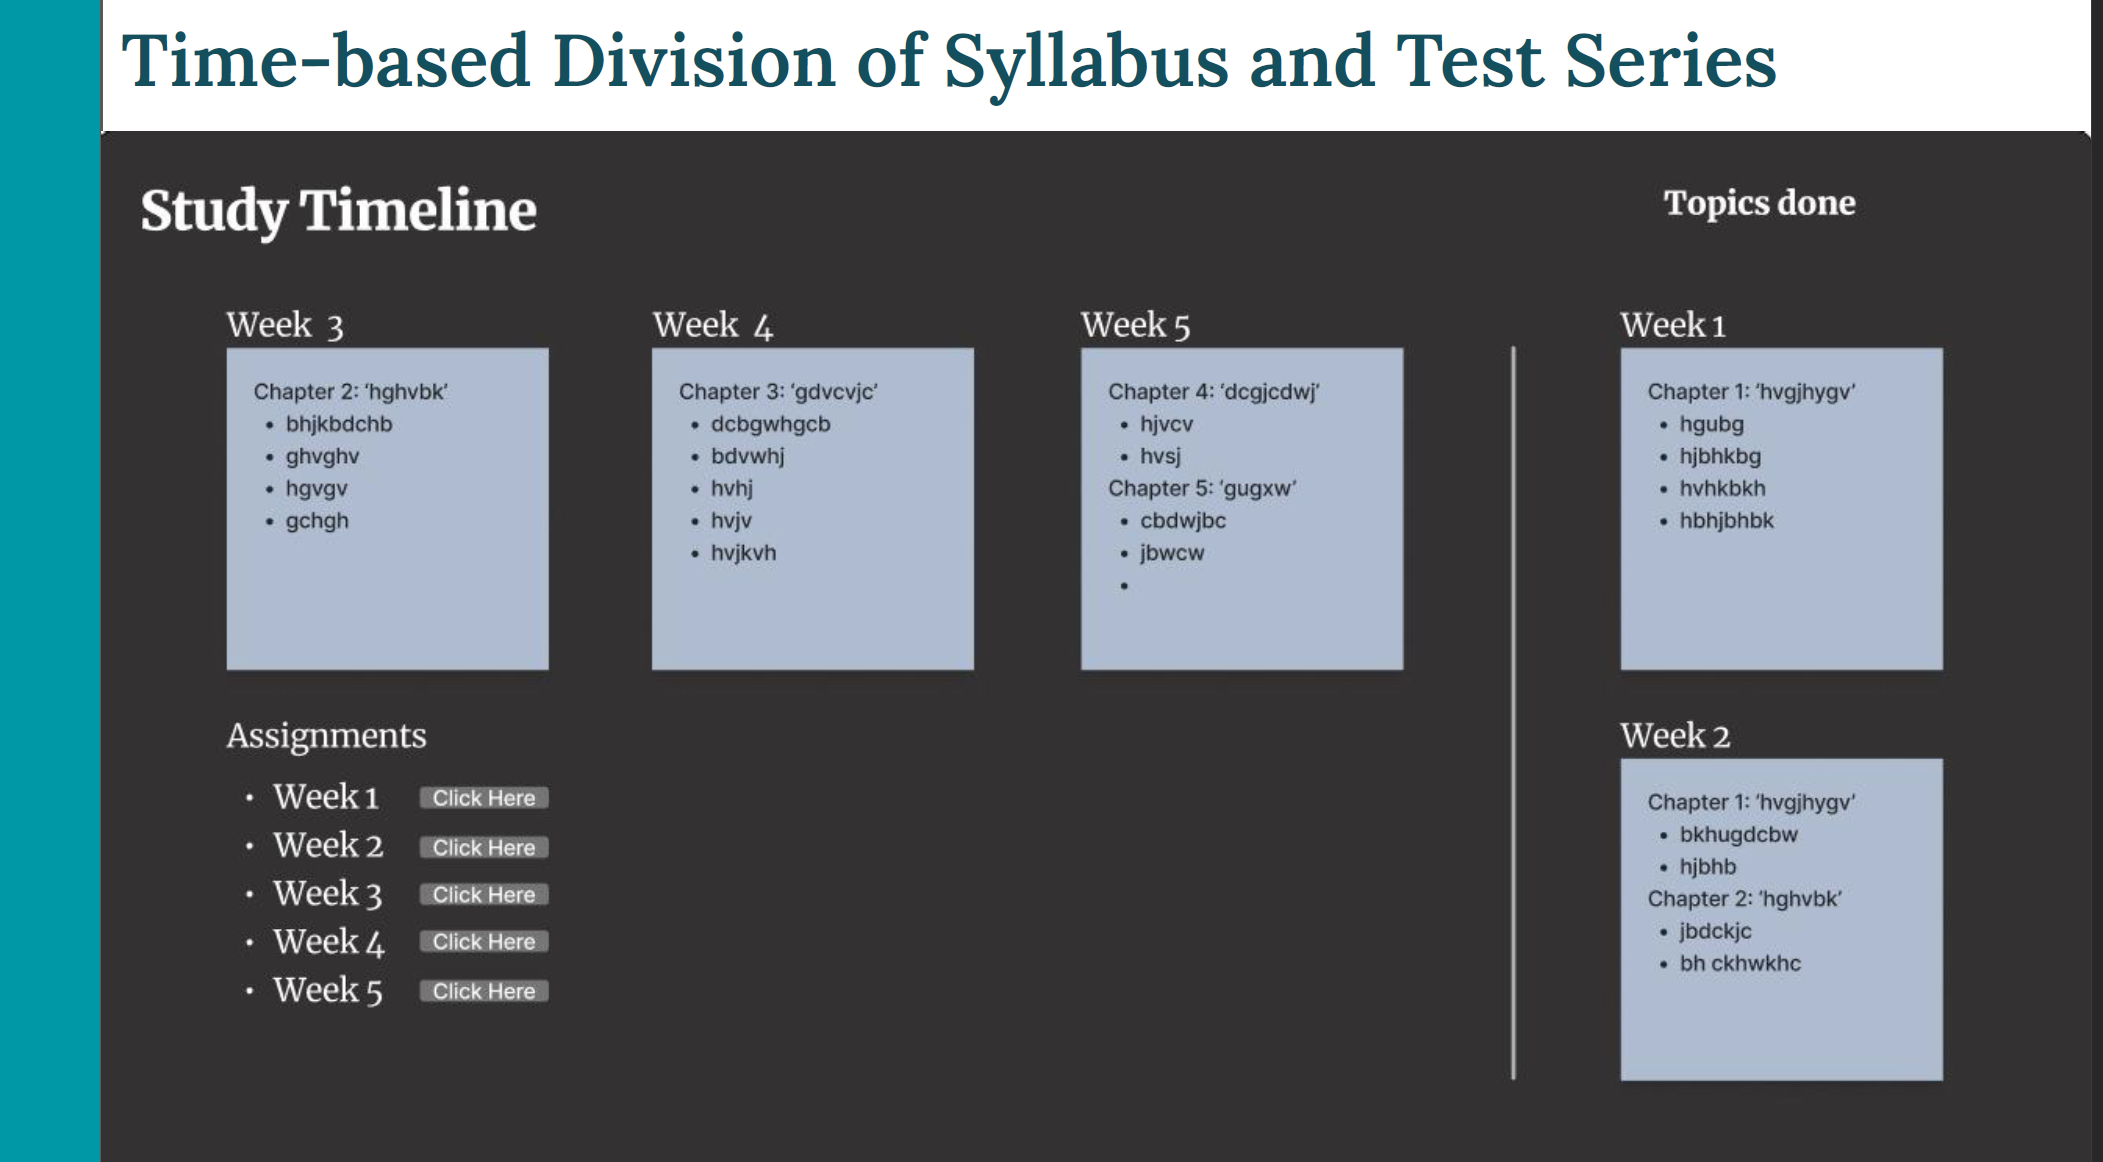 Time-based Division of Syllabus and Test Series
Study Timeline
Topics done
Week 3
Chapter 2: ‘hghvbk’
• bhjkbdchb
• ghvghv
• hgvgv
• gchgh
Week 4
Chapter 3: ‘gdvcvjc’
• dcbgwhgcb
• bdvwhj
• hvhj
• hvjv
• hvjkvh
Week 5
Chapter 4: ‘dcgjcdwj’
• hjvcv
• hvsj
Chapter 5: ‘gugxw’
• cbdwjbc
• jbwcw
•
Week 1
Chapter 1: ‘hvgjhygv’
• hgubg
• hjbhkbg
• hvhkbkh
• hbhjbhbk
Assignments
• Week 1 Click Here
• Week 2 Click Here
• Week 3 Click Here
• Week 4 Click Here
• Week 5 Click Here
Week 2
Chapter 1: ‘hvgjhygv’
• bkhugdcbw
• hjbhb
Chapter 2: ‘hghvbk’
• jbdckjc
• bh ckhwkhc